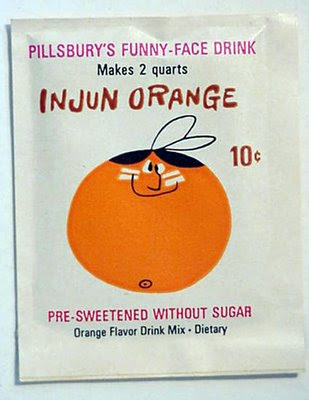 PILLSBURY'S FUNNY-FACE DRINK
Makes 2 quarts
INJUN ORANGE
10¢
PRE-SWEETENED WITHOUT SUGAR
Orange Flavor Drink Mix • Dietary